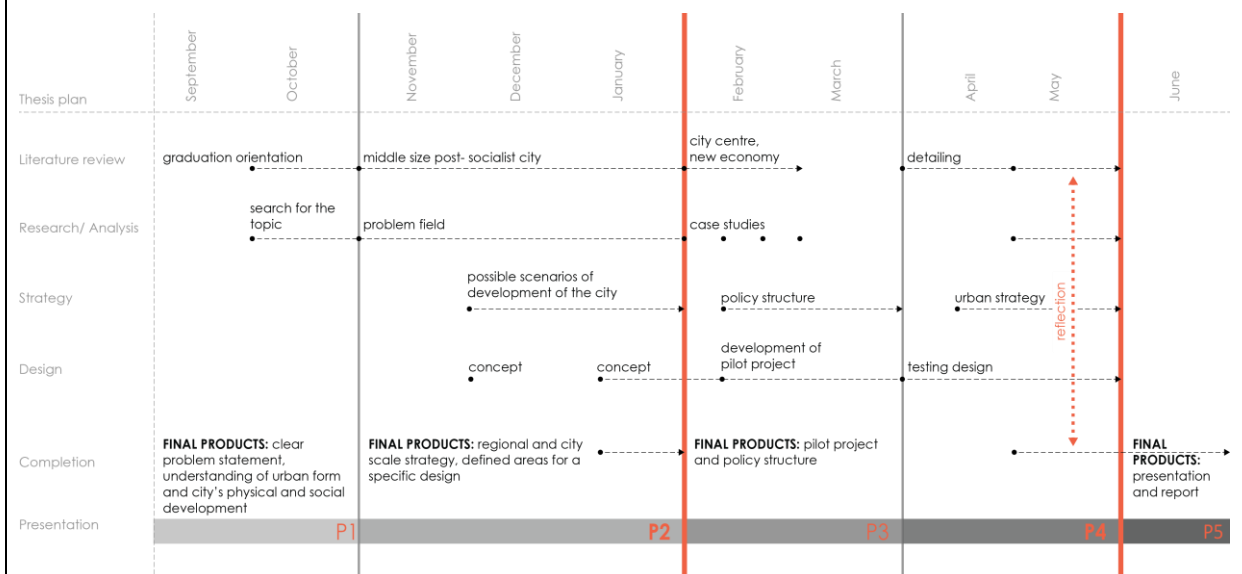 September
October
November
December
January
February
March
April
May
June
Thesis plan
Literature review
graduation orientation
middle size post- socialist city
city centre,
new economy
detailing
Research/ Analysis
search for the
topic
problem field
case studies
Strategy
possible scenarios of
development of the city
policy structure
urban strategy
reflection
Design
concept
concept
development of
pilot project
testing design
Completion
FINAL PRODUCTS: clear
problem statement,
understanding of urban form
and city's physical and social
development
FINAL PRODUCTS: regional and city
scale strategy, defined areas for a
specific design
FINAL PRODUCTS: pilot project
and policy structure
FINAL
PRODUCTS:
presentation
and report
Presentation
P1
P2
P3
P4
P5